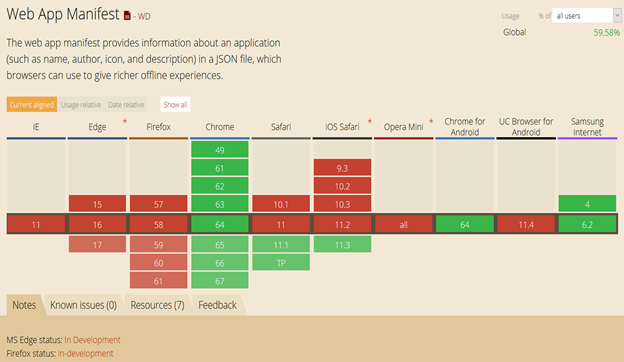 Web App Manifest - WD
Usage % of all users
Global 59.58%
The web app manifest provides information about an application
(such as name, author, icon, and description) in a JSON file, which
browsers can use to give richer offline experiences.
Current aligned Usage relative Date relative Show all
IE Edge * Firefox Chrome Safari iOS Safari * Opera Mini * Chrome for Android UC Browser for Android Samsung Internet
49
61 9.3
62 10.2
15 57 63 10.1 10.3 4
11 16 58 64 11 11.2 all 64 11.4 6.2
17 59 65 11.1 11.3
60 66 TP
61 67
Notes Known issues (0) Resources (7) Feedback
MS Edge status: In Development
Firefox status: in-development